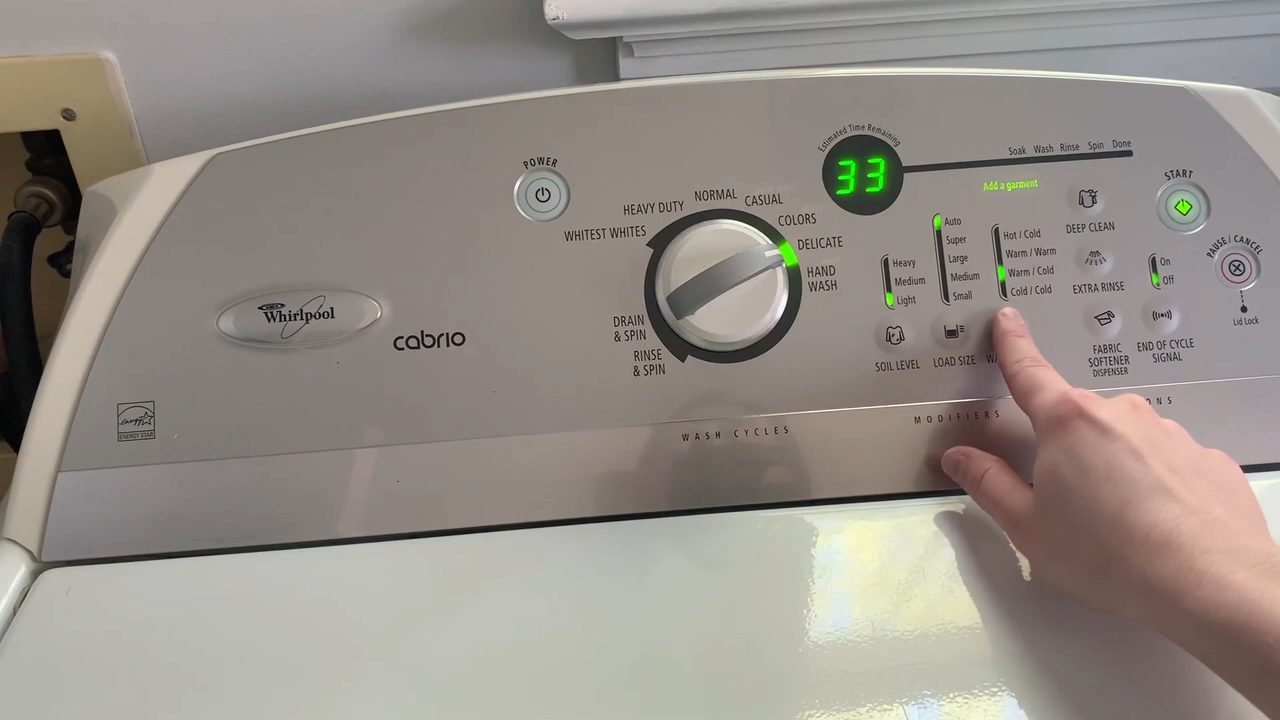 Estimated Time Remaining
33
Soak Wash Rinse Spin Done
Add a garment
POWER
START
PAUSE/CANCEL
Lid Lock
WHITEST WHITES
HEAVY DUTY
NORMAL
CASUAL
COLORS
DELICATE
HAND
WASH
DRAIN
& SPIN
RINSE
& SPIN
Heavy
Medium
Light
SOIL LEVEL
Auto
Super
Large
Medium
Small
LOAD SIZE
Hot / Cold
Warm / Warm
Warm / Cold
Cold / Cold
DEEP CLEAN
EXTRA RINSE
FABRIC
SOFTENER
DISPENSER
On
Off
END OF CYCLE
SIGNAL
Whirlpool
cabrio
ENERGY STAR
WASH CYCLES
MODIFIERS